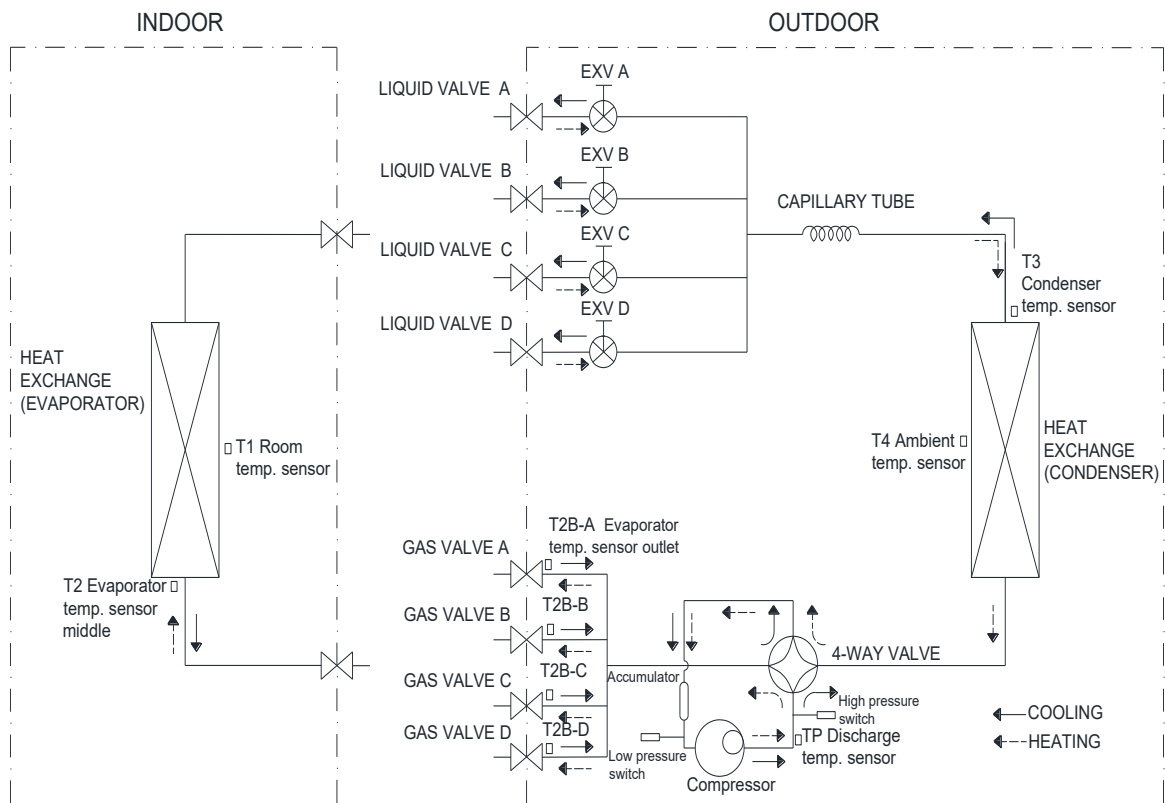 INDOOR
OUTDOOR
LIQUID VALVE A
EXV A
LIQUID VALVE B
EXV B
LIQUID VALVE C
EXV C
LIQUID VALVE D
EXV D
CAPILLARY TUBE
T3
Condenser
temp. sensor
HEAT
EXCHANGE
(EVAPORATOR)
T1 Room
temp. sensor
T2 Evaporator
temp. sensor
middle
T4 Ambient
temp. sensor
HEAT
EXCHANGE
(CONDENSER)
GAS VALVE A
T2B-A Evaporator
temp. sensor outlet
GAS VALVE B
T2B-B
GAS VALVE C
T2B-C
GAS VALVE D
T2B-D
4-WAY VALVE
Accumulator
High pressure
switch
Low pressure
switch
TP Discharge
temp. sensor
Compressor
COOLING
HEATING